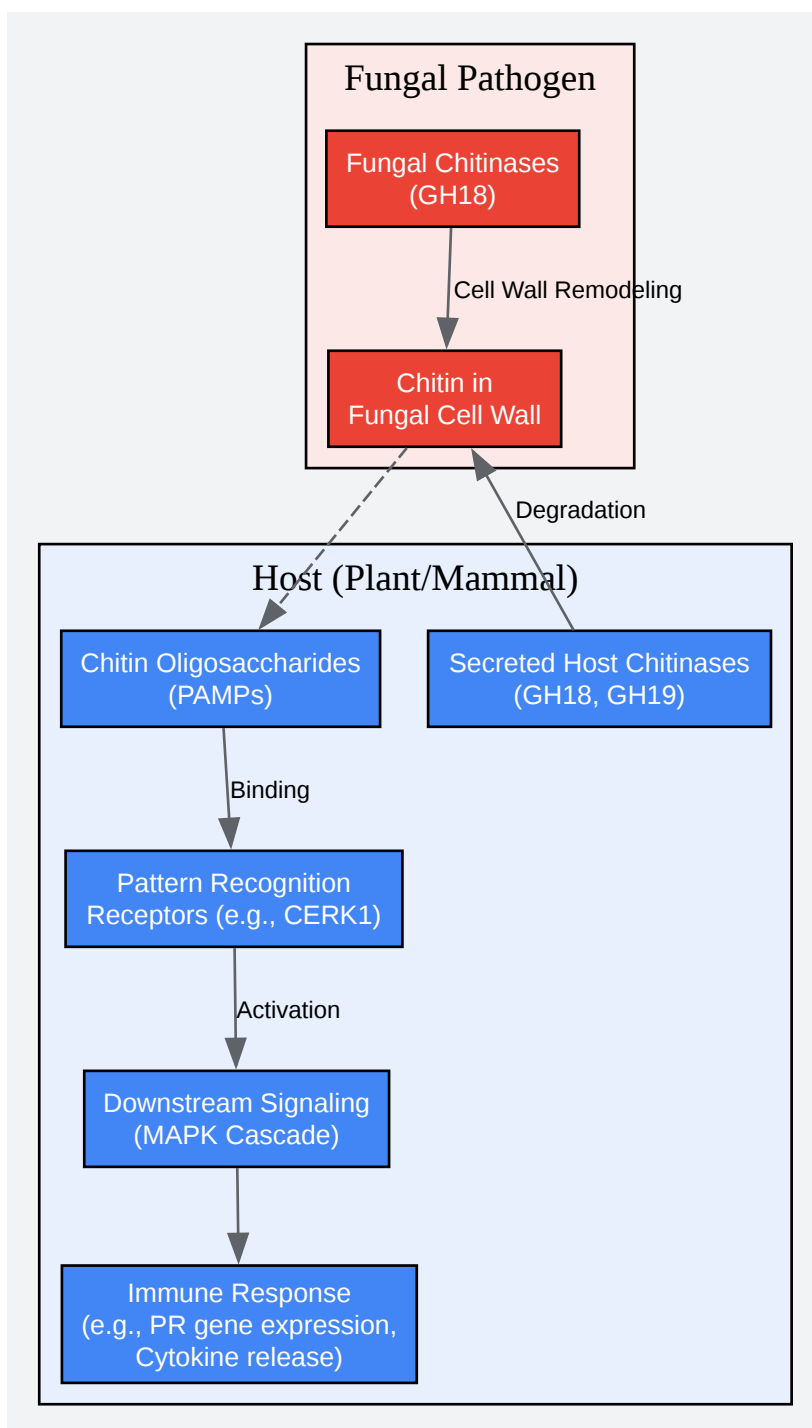 Fungal Pathogen
Fungal Chitinases
(GH18)
Cell Wall Remodeling
Chitin in
Fungal Cell Wall
Degradation
Host (Plant/Mammal)
Chitin Oligosaccharides
(PAMPs)
Secreted Host Chitinases
(GH18, GH19)
Binding
Pattern Recognition
Receptors (e.g., CERK1)
Activation
Downstream Signaling
(MAPK Cascade)
Immune Response
(e.g., PR gene expression,
Cytokine release)